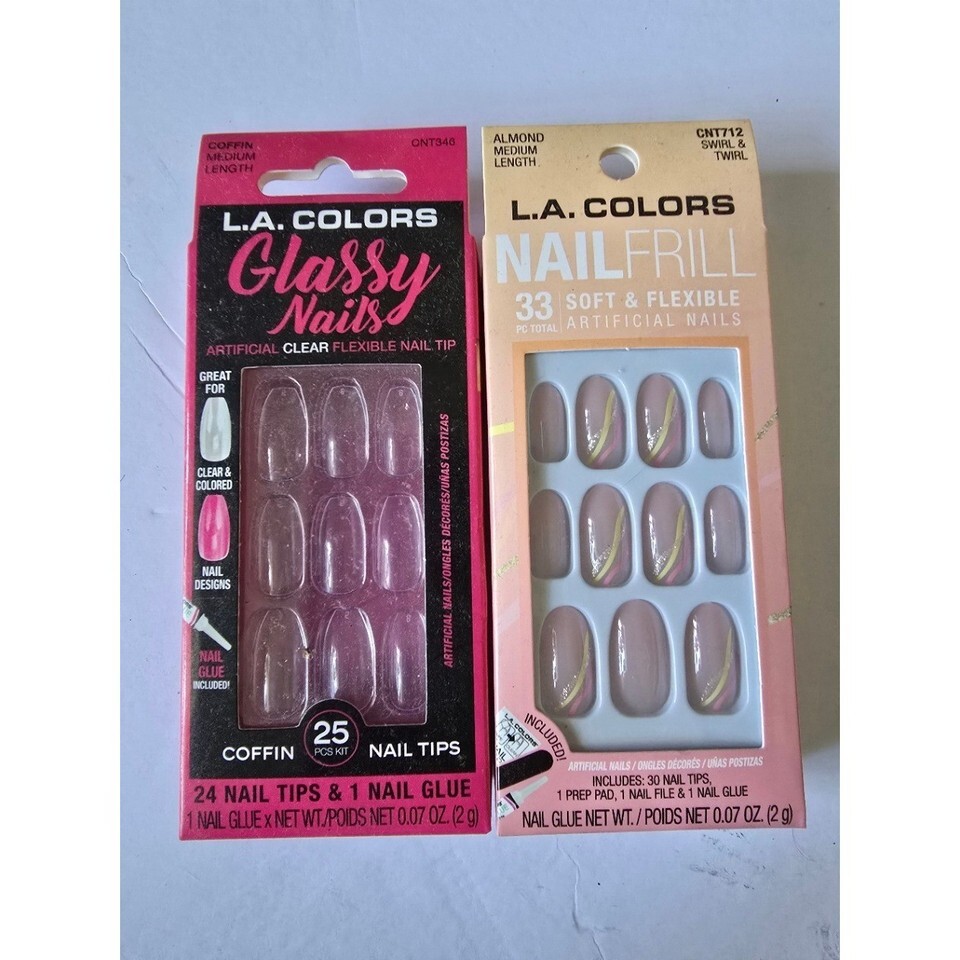 COFFIN
MEDIUM
LENGTH
CNT346
L.A. COLORS
Glassy
Nails
ARTIFICIAL CLEAR FLEXIBLE NAIL TIP
GREAT
FOR
CLEAR &
COLORED
NAIL
DESIGNS
NAIL
GLUE
INCLUDED!
ARTIFICIAL NAILS/ONGLES DÉCORÉS/UÑAS POSTIZAS
COFFIN
25
PCS KIT
NAIL TIPS
24 NAIL TIPS & 1 NAIL GLUE
1 NAIL GLUE x NET WT./POIDS NET 0.07 OZ. (2 g)
ALMOND
MEDIUM
LENGTH
CNT712
SWIRL &
TWIRL
L.A. COLORS
NAILFRILL
33
PC TOTAL
SOFT & FLEXIBLE
ARTIFICIAL NAILS
INCLUDED!
L.A. COLORS
ARTIFICIAL NAILS / ONGLES DÉCORÉS / UÑAS POSTIZAS
INCLUDES: 30 NAIL TIPS,
1 PREP PAD, 1 NAIL FILE & 1 NAIL GLUE
NAIL GLUE NET WT. / POIDS NET 0.07 OZ. (2 g)